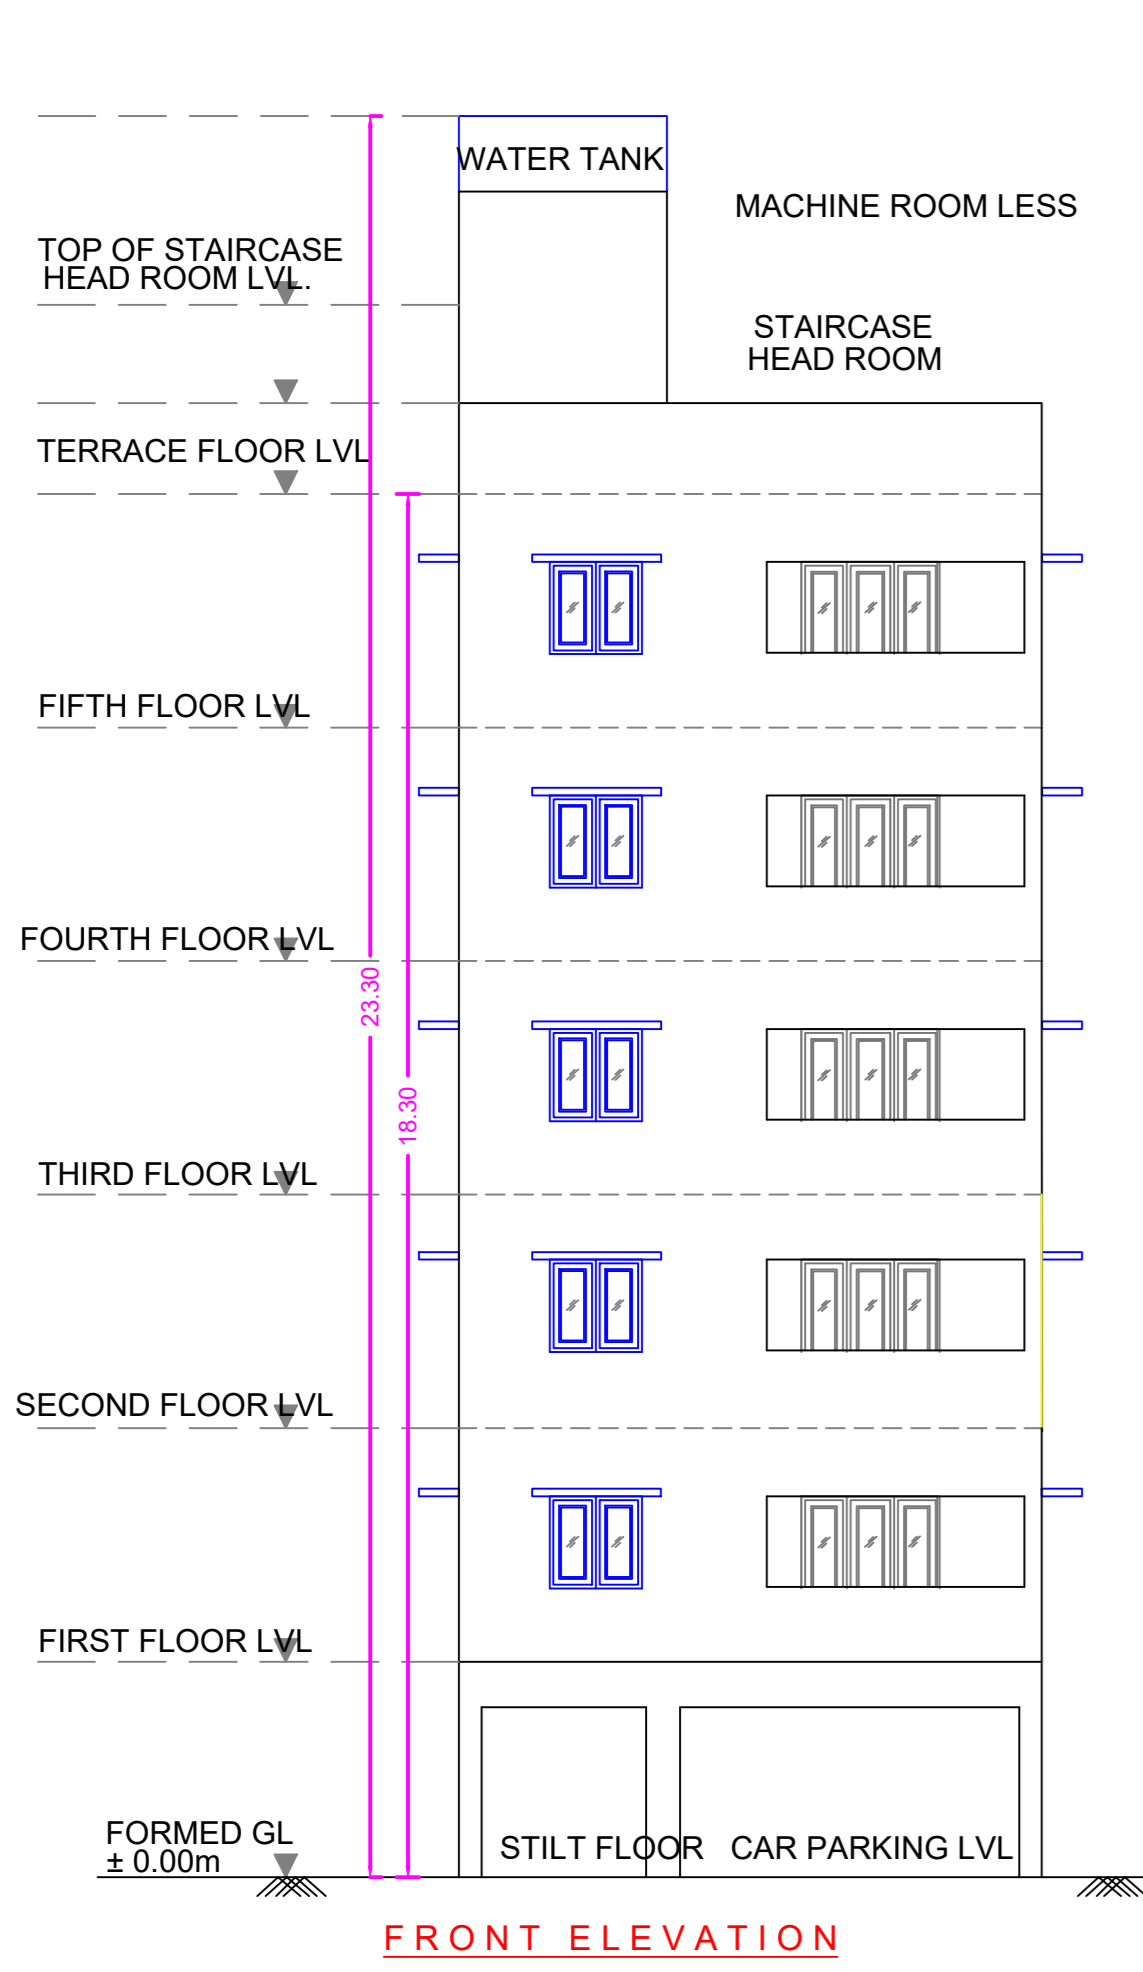 WATER TANK
MACHINE ROOM LESS
TOP OF STAIRCASE
HEAD ROOM LVL.
STAIRCASE
HEAD ROOM
TERRACE FLOOR LVL
FIFTH FLOOR LVL
FOURTH FLOOR LVL
23.30
18.30
THIRD FLOOR LVL
SECOND FLOOR LVL
FIRST FLOOR LVL
FORMED GL
± 0.00m
STILT FLOOR CAR PARKING LVL
FRONT ELEVATION